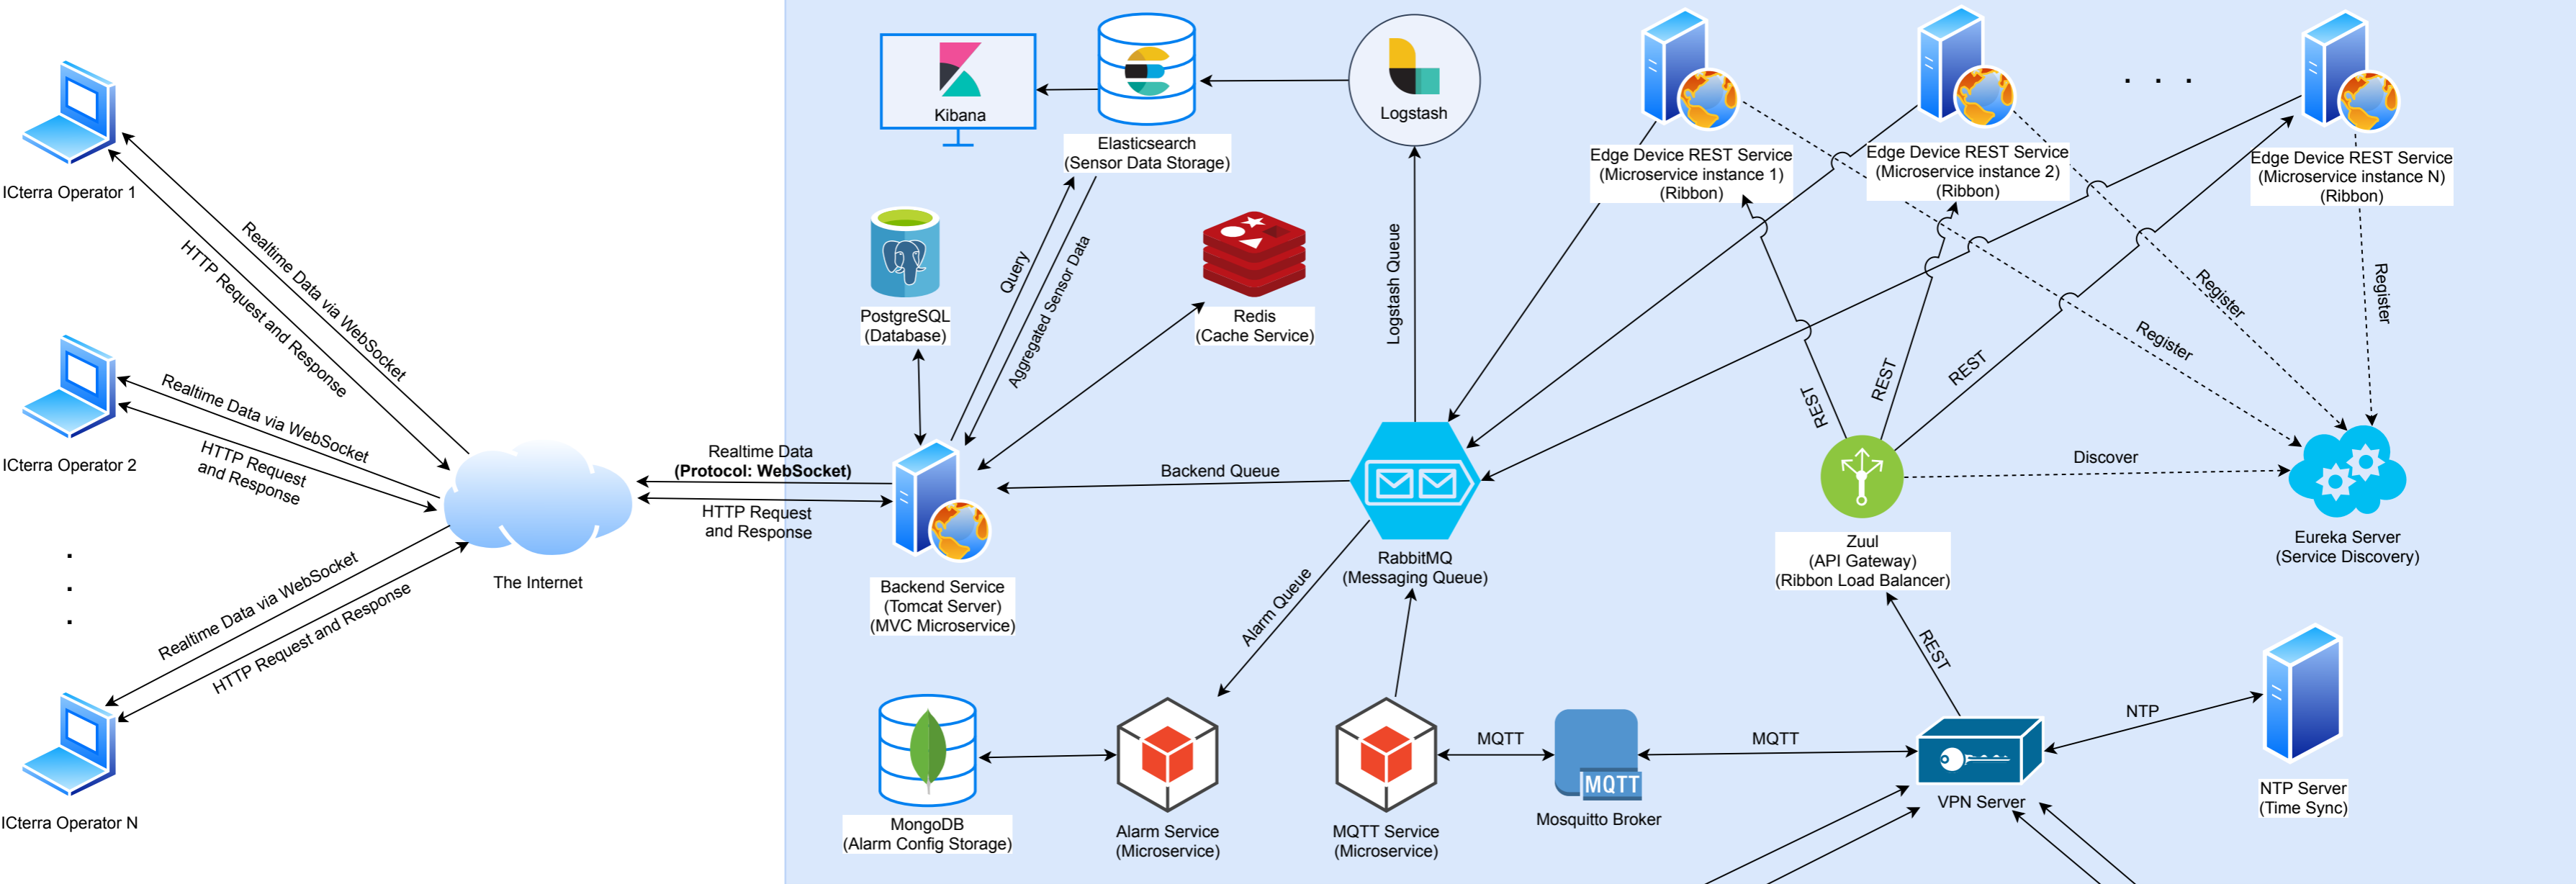 ICterra Operator 1
Realtime Data via WebSocket
HTTP Request and Response
ICterra Operator 2
Realtime Data via WebSocket
HTTP Request
and Response
ICterra Operator N
Realtime Data via WebSocket
HTTP Request and Response
The Internet
Realtime Data
(Protocol: WebSocket)
HTTP Request
and Response
Kibana
Elasticsearch
(Sensor Data Storage)
Logstash
PostgreSQL
(Database)
Query
Aggregated Sensor Data
Redis
(Cache Service)
Logstash Queue
Backend Service
(Tomcat Server)
(MVC Microservice)
Backend Queue
RabbitMQ
(Messaging Queue)
Alarm Queue
MongoDB
(Alarm Config Storage)
Alarm Service
(Microservice)
MQTT Service
(Microservice)
MQTT
MQTT
Mosquitto Broker
MQTT
VPN Server
NTP
NTP Server
(Time Sync)
REST
Zuul
(API Gateway)
(Ribbon Load Balancer)
Discover
Eureka Server
(Service Discovery)
REST
REST
REST
Register
Register
Register
Edge Device REST Service
(Microservice instance 1)
(Ribbon)
Edge Device REST Service
(Microservice instance 2)
(Ribbon)
. . .
Edge Device REST Service
(Microservice instance N)
(Ribbon)